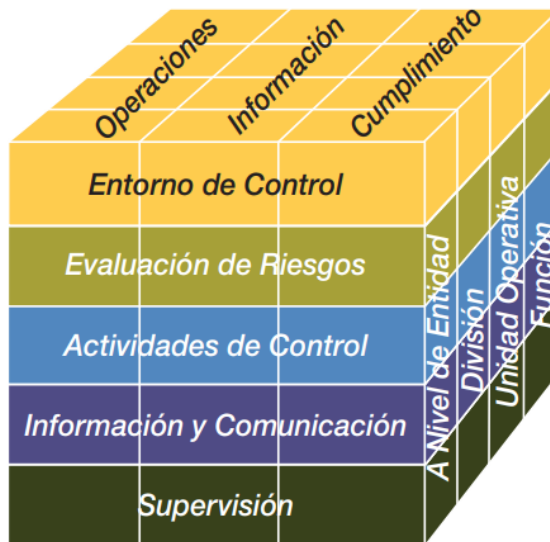 Operaciones
Información
Cumplimiento
Entorno de Control
Evaluación de Riesgos
Actividades de Control
Información y Comunicación
Supervisión
A Nivel de Entidad
División
Unidad Operativa
Función